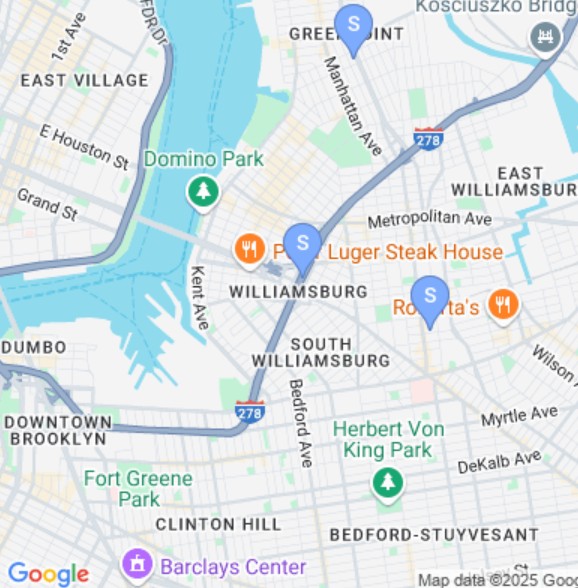 Kosciuszko Bridg
FDR Dr
1st Ave
S
GREENPOINT
EAST VILLAGE
Manhattan Ave
E Houston St
278
Domino Park
EAST
WILLIAMSBUR
Grand St
Metropolitan Ave
S
Luger Steak House
WILLIAMSBURG
Kent Ave
S
Roberta's
DUMBO
SOUTH
WILLIAMSBURG
Wilson
Bedford Ave
278
DOWNTOWN
BROOKLYN
Myrtle Ave
Herbert Von
King Park
DeKalb Ave
Fort Greene
Park
CLINTON HILL
BEDFORD-STUYVESANT
Barclays Center
Google
Map data ©2025 Goo